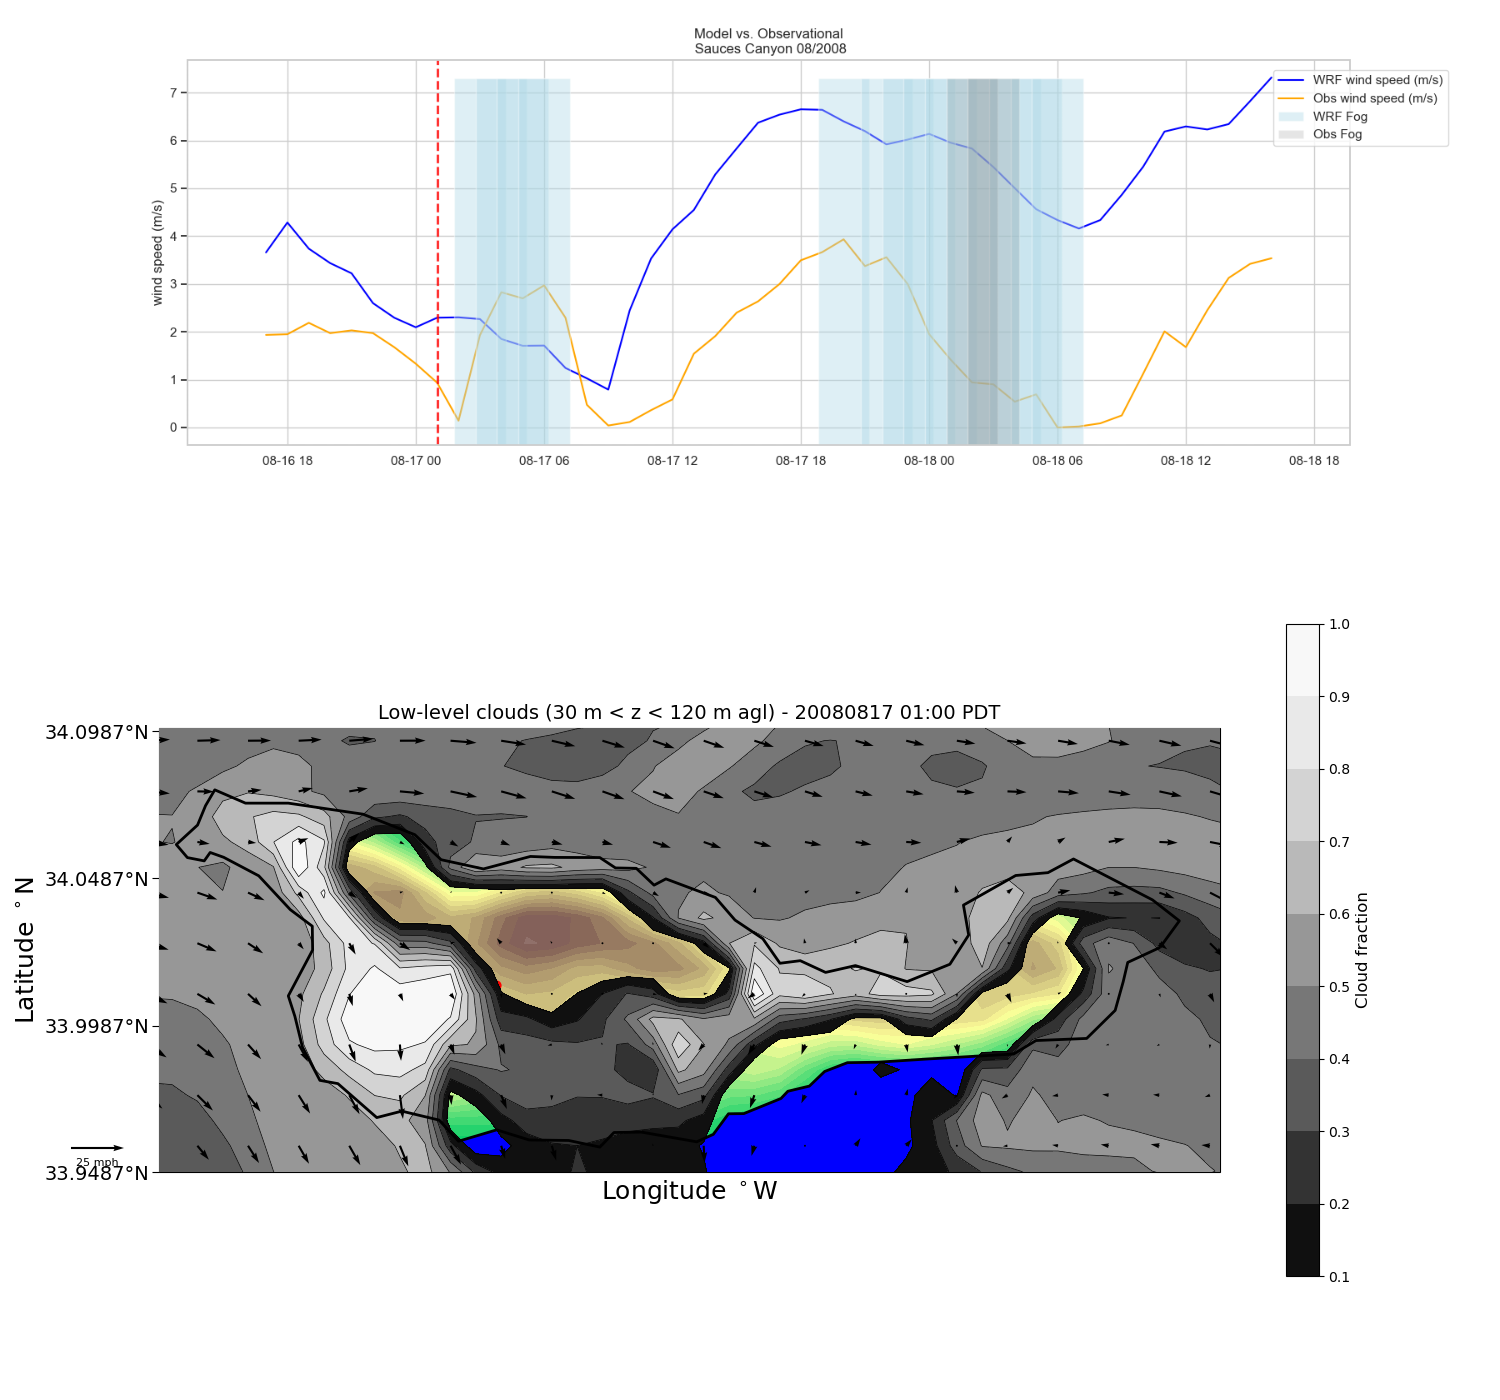 Model vs. Observational
Sauces Canyon 08/2008
wind speed (m/s)
7
6
5
4
3
2
1
0
WRF wind speed (m/s)
Obs wind speed (m/s)
WRF Fog
Obs Fog
08-16 18
08-17 00
08-17 06
08-17 12
08-17 18
08-18 00
08-18 06
08-18 12
08-18 18
Low-level clouds (30 m < z < 120 m agl) - 20080817 01:00 PDT
Latitude °N
34.0987°N
34.0487°N
33.9987°N
33.9487°N
25 mph
Longitude °W
1.0
0.9
0.8
0.7
0.6
0.5
0.4
0.3
0.2
0.1
Cloud fraction